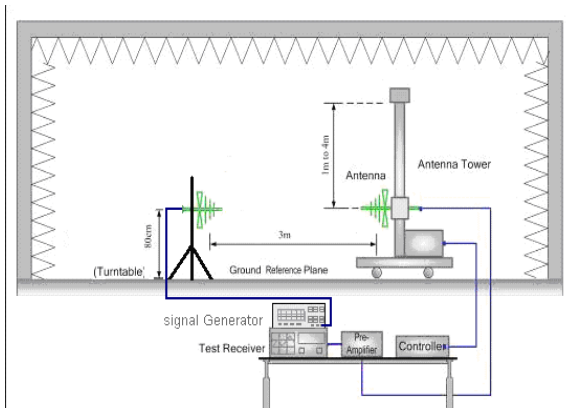 1m to 4m
Antenna Tower
Antenna
80cm
3m
(Turntable)
Ground Reference Plane
signal Generator
Test Receiver
Pre-
Amplifier
Controller